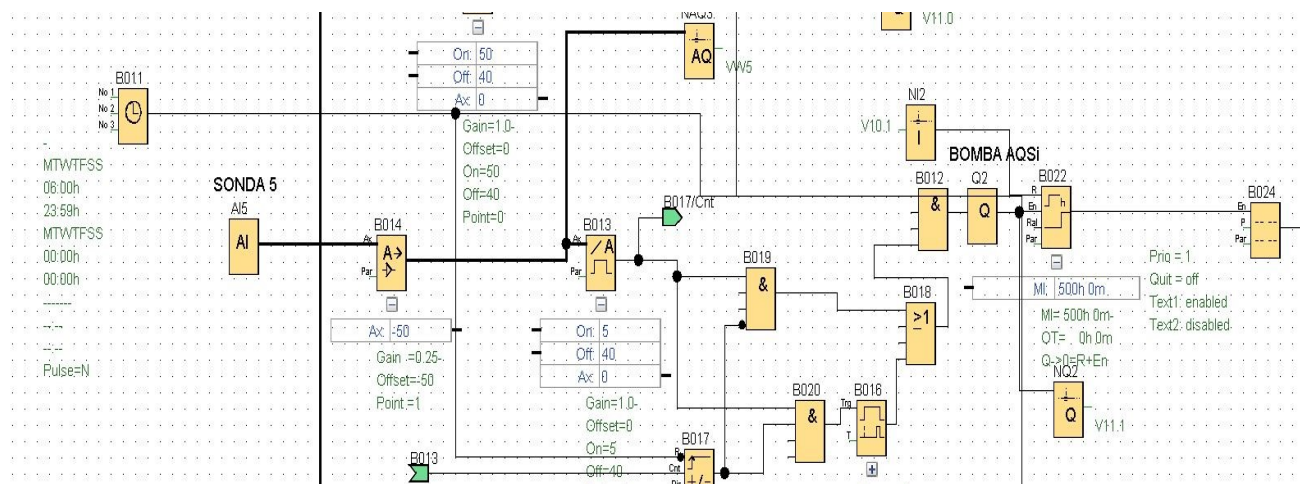 NAQ3
AQ
VW5
Q
V11.0
On: 50
Off: 40
Ax: 0
Gain=1.0-
Offset=0
On=50
Off=40
Point=0
B011
No 1
No 2
No 3
-
MTWTFSS
06:00h
23:59h
MTWTFSS
00:00h
00:00h
-------
--:--
--:--
Pulse=N
SONDA 5
AI5
AI
B014
Ax
A→
Par
Ax: -50
Gain =0.25-
Offset=-50
Point =1
B013
Ax
/A
Par
On: 5
Off: 40
Ax: 0
Gain=1.0-
Offset=0
On=5
Off=40
B017/Cnt
B019
&
B018
≥1
B020
&
B016
Trg
T
B013
B017
R
Cnt
Dir
+/-
NI2
I
V10.1
BOMBA AQSi
B012
&
Q2
Q
B022
R
En
Ral
Par
h
MI: 500h 0m
MI= 500h 0m-
OT= 0h 0m
Q->0=R+En
B024
En
P
Par
Prio = 1
Quit = off
Text1: enabled
Text2: disabled
NQ2
Q
V11.1